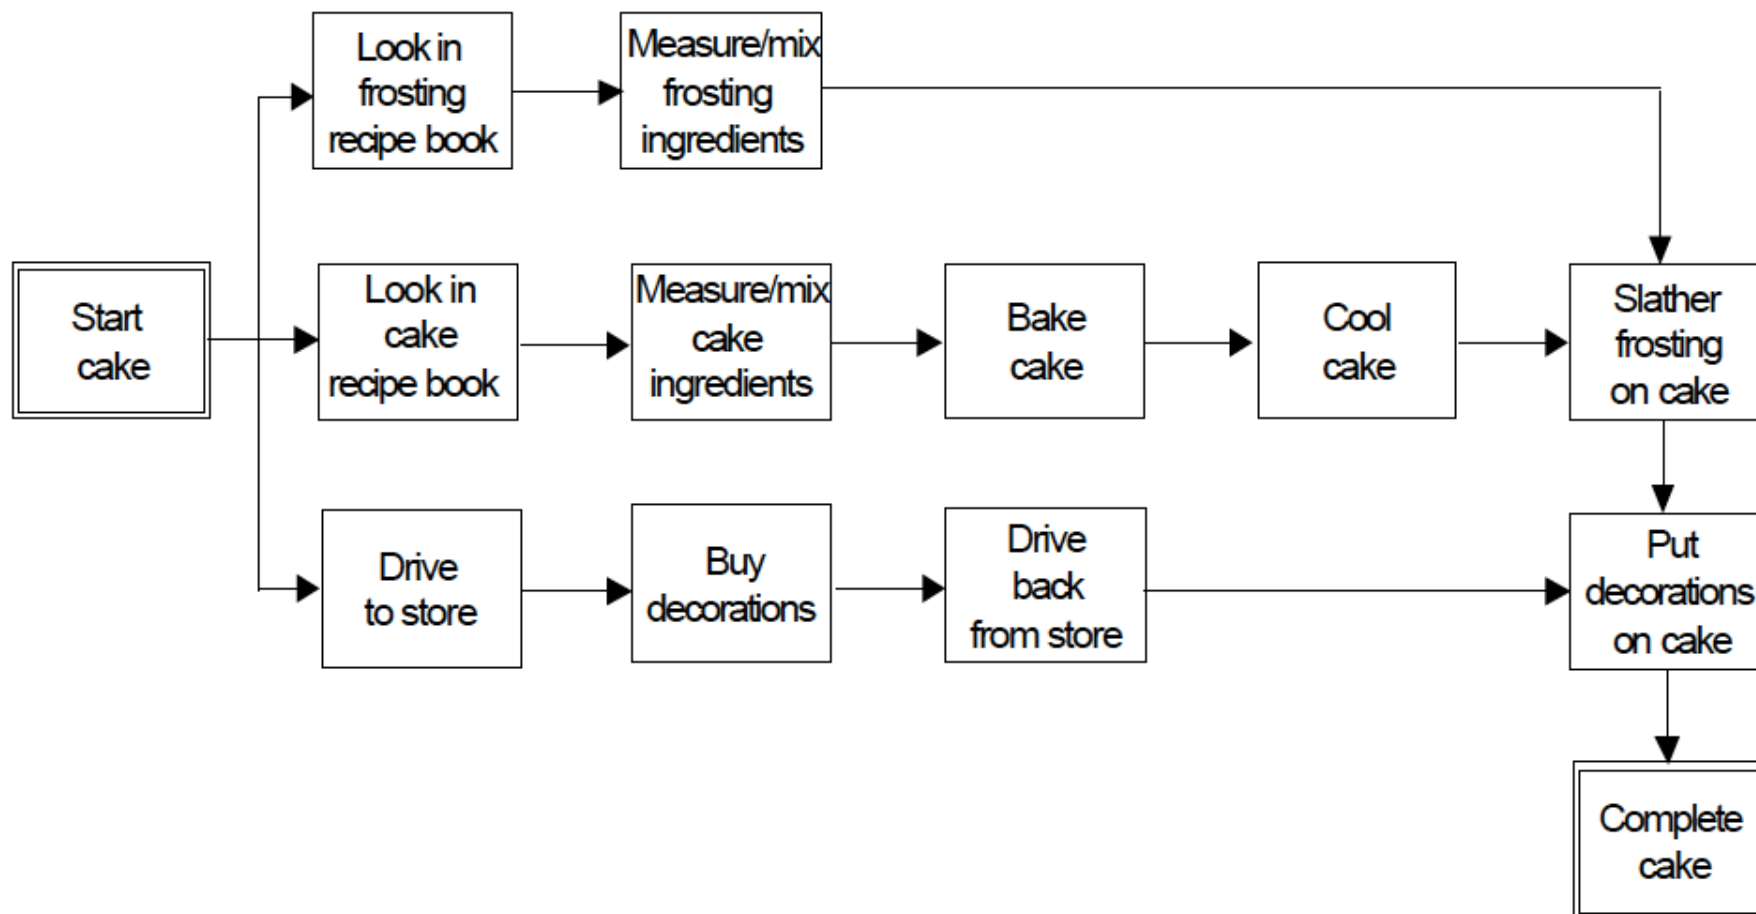 Look in
frosting
recipe book
Measure/mix
frosting
ingredients
Start
cake
Look in
cake
recipe book
Measure/mix
cake
ingredients
Bake
cake
Cool
cake
Slather
frosting
on cake
Drive
to store
Buy
decorations
Drive
back
from store
Put
decorations
on cake
Complete
cake